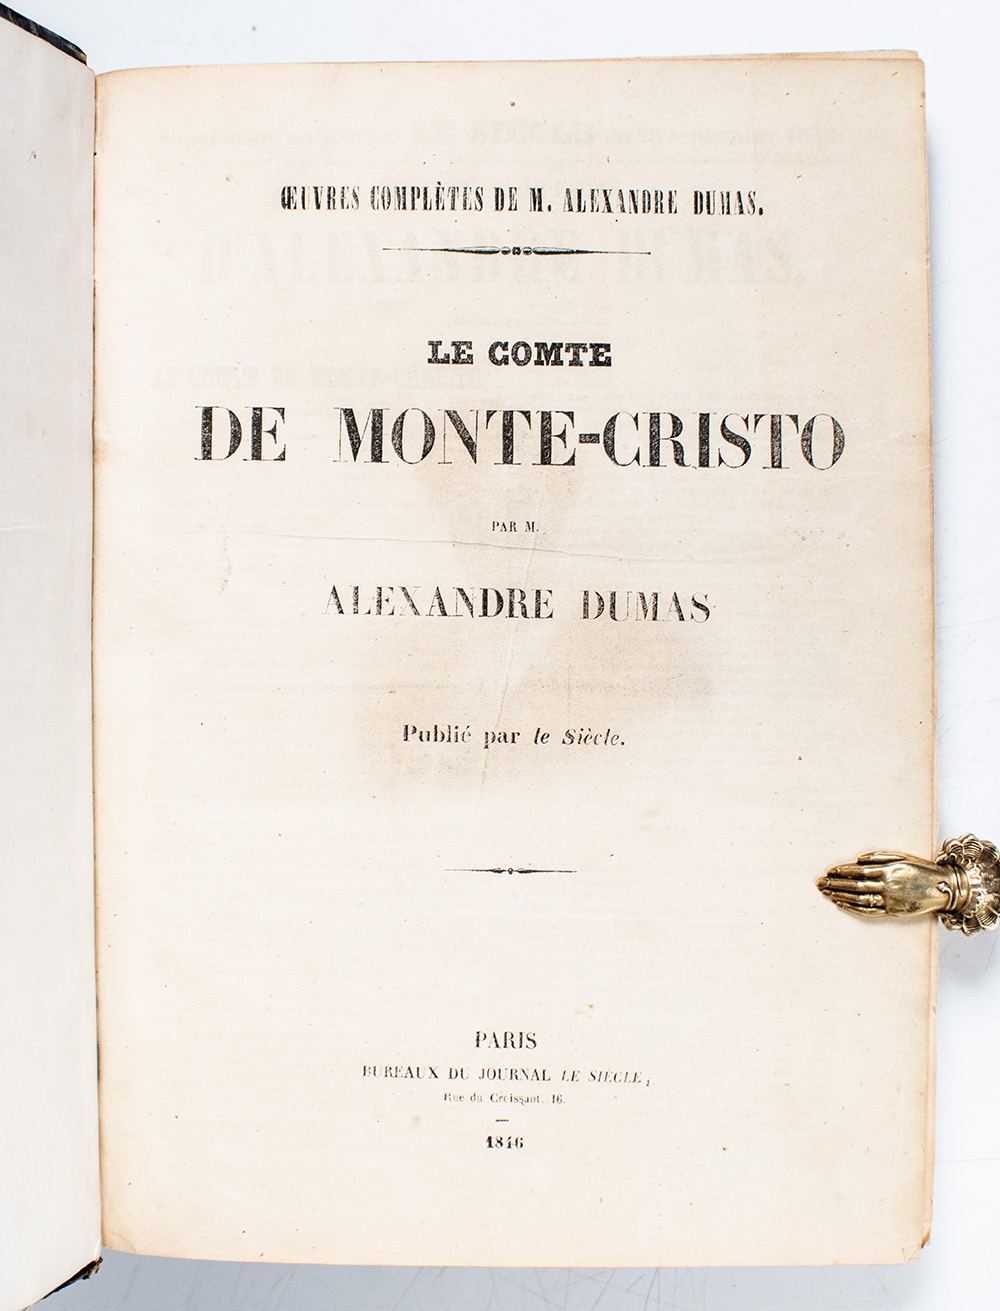 ŒUVRES COMPLÈTES DE M. ALEXANDRE DUMAS.
LE COMTE
DE MONTE-CRISTO
PAR M.
ALEXANDRE DUMAS
Publié par le Siècle.
PARIS
BUREAUX DU JOURNAL LE SIÈCLE,
Rue du Croissant, 16.
1846